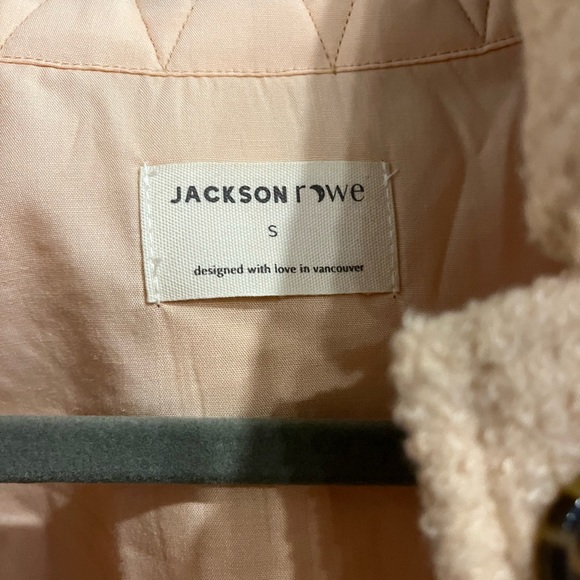 JACKSON rowe
S
designed with love in vancouver